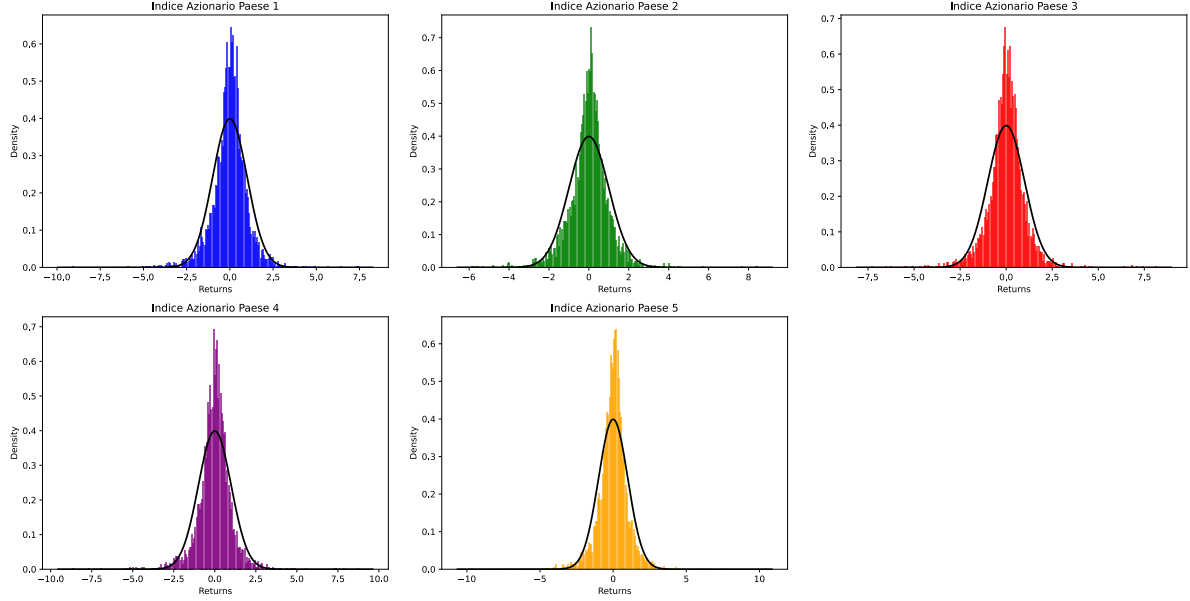 Indice Azionario Paese 1
Density
0.6
0.5
0.4
0.3
0.2
0.1
0.0
−10.0 −7.5 −5.0 −2.5 0.0 2.5 5.0 7.5
Returns
Indice Azionario Paese 2
Density
0.7
0.6
0.5
0.4
0.3
0.2
0.1
0.0
−6 −4 −2 0 2 4 6 8
Returns
Indice Azionario Paese 3
Density
0.7
0.6
0.5
0.4
0.3
0.2
0.1
0.0
−7.5 −5.0 −2.5 0.0 2.5 5.0 7.5
Returns
Indice Azionario Paese 4
Density
0.7
0.6
0.5
0.4
0.3
0.2
0.1
0.0
−10.0 −7.5 −5.0 −2.5 0.0 2.5 5.0 7.5 10.0
Returns
Indice Azionario Paese 5
Density
0.6
0.5
0.4
0.3
0.2
0.1
0.0
−10 −5 0 5 10
Returns